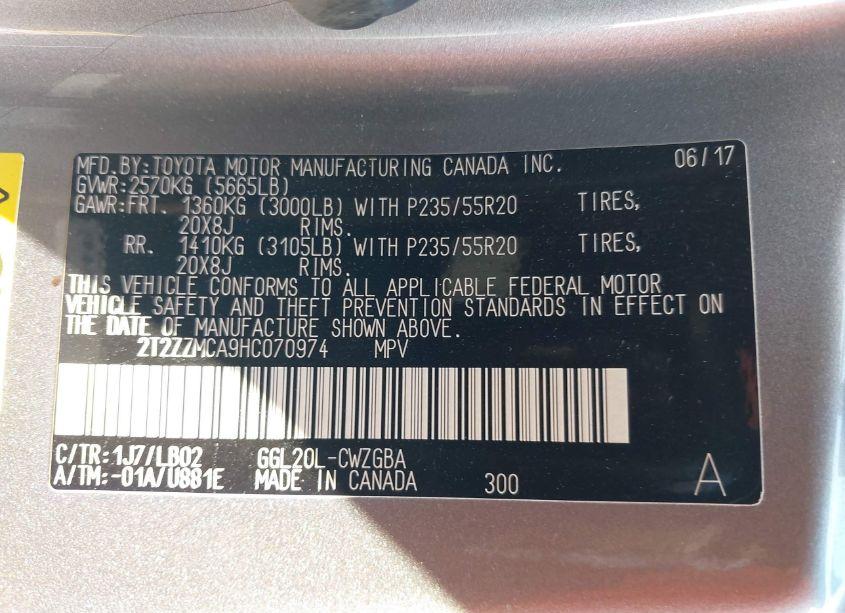 MFD.BY:TOYOTA MOTOR MANUFACTURING CANADA INC. 06/17
GVWR:2570KG (5665LB)
GAWR:FRT. 1360KG (3000LB) WITH P235/55R20 TIRES,
20X8J RIMS.
RR. 1410KG (3105LB) WITH P235/55R20 TIRES,
20X8J RIMS.
THIS VEHICLE CONFORMS TO ALL APPLICABLE FEDERAL MOTOR
VEHICLE SAFETY AND THEFT PREVENTION STANDARDS IN EFFECT ON
THE DATE OF MANUFACTURE SHOWN ABOVE.
2T2ZZMCA9HC070974 MPV
C/TR:1J7/LB02 GGL20L-CWZGBA
A/TM:-01A/U881E MADE IN CANADA 300 A